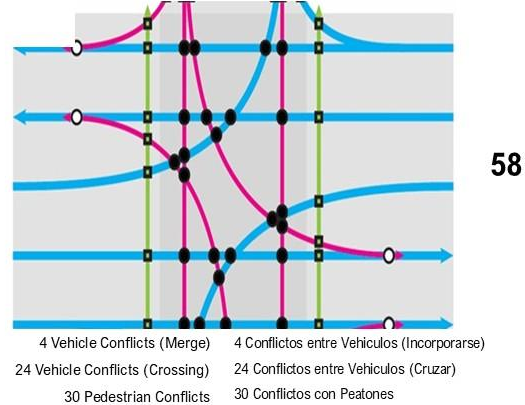 58
4 Vehicle Conflicts (Merge)
24 Vehicle Conflicts (Crossing)
30 Pedestrian Conflicts
4 Conflictos entre Vehiculos (Incorporarse)
24 Conflictos entre Vehiculos (Cruzar)
30 Conflictos con Peatones